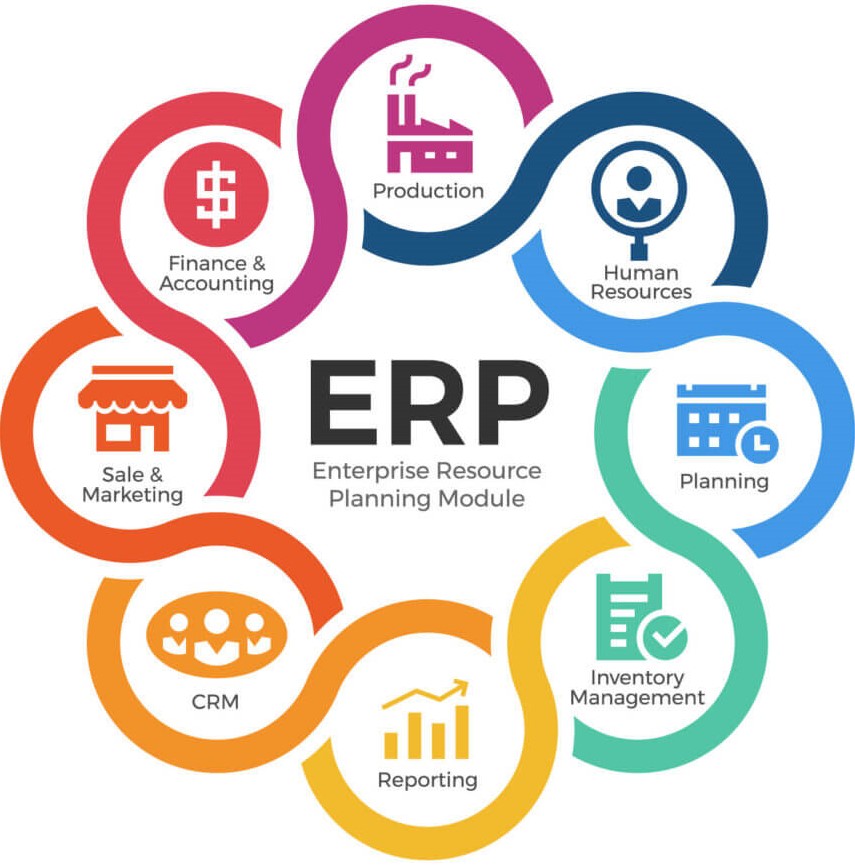 Production
Human
Resources
Planning
Inventory
Management
Reporting
CRM
Sale &
Marketing
Finance &
Accounting
ERP
Enterprise Resource
Planning Module